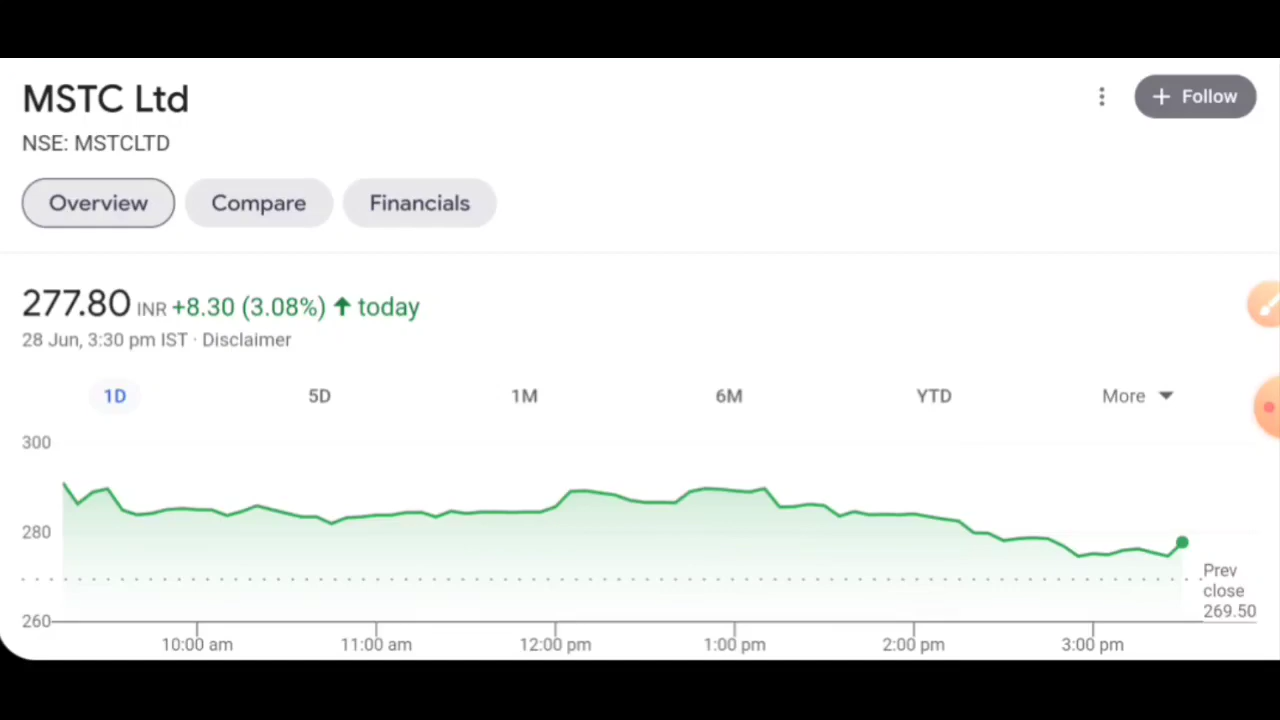 MSTC Ltd
+ Follow
NSE: MSTCLTD
Overview Compare Financials
277.80 INR +8.30 (3.08%) ↑ today
28 Jun, 3:30 pm IST · Disclaimer
1D 5D 1M 6M YTD More
300
280
260
Prev
close
269.50
10:00 am 11:00 am 12:00 pm 1:00 pm 2:00 pm 3:00 pm